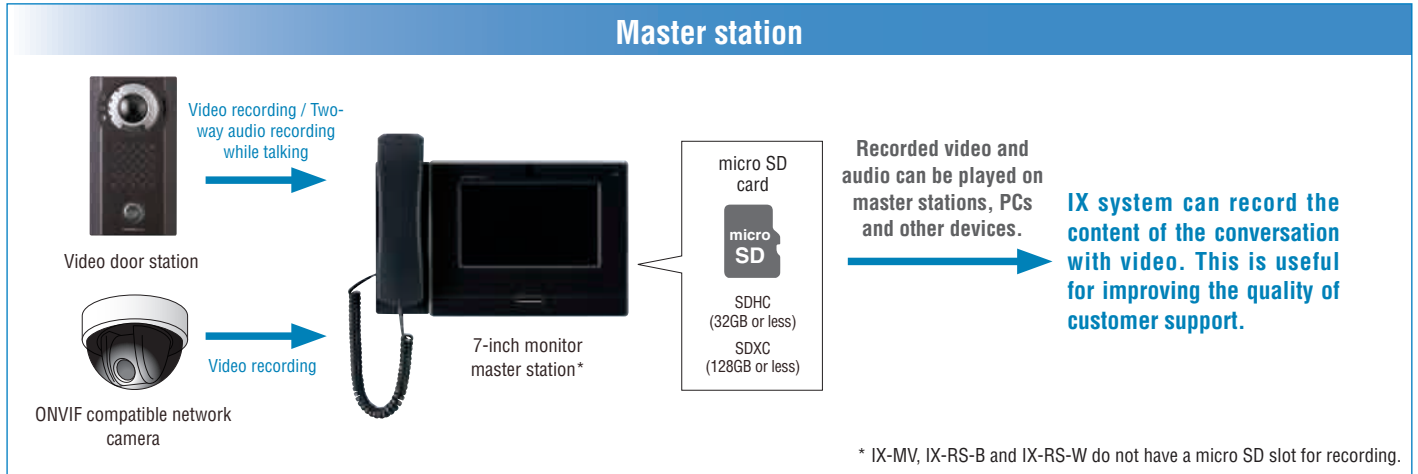 Master station
Video recording / Two-
way audio recording
while talking
Video door station
Video recording
ONVIF compatible network
camera
7-inch monitor
master station*
micro SD
card
micro
SD
SDHC
(32GB or less)
SDXC
(128GB or less)
Recorded video and
audio can be played on
master stations, PCs
and other devices.
IX system can record the
content of the conversation
with video. This is useful
for improving the quality of
customer support.
* IX-MV, IX-RS-B and IX-RS-W do not have a micro SD slot for recording.